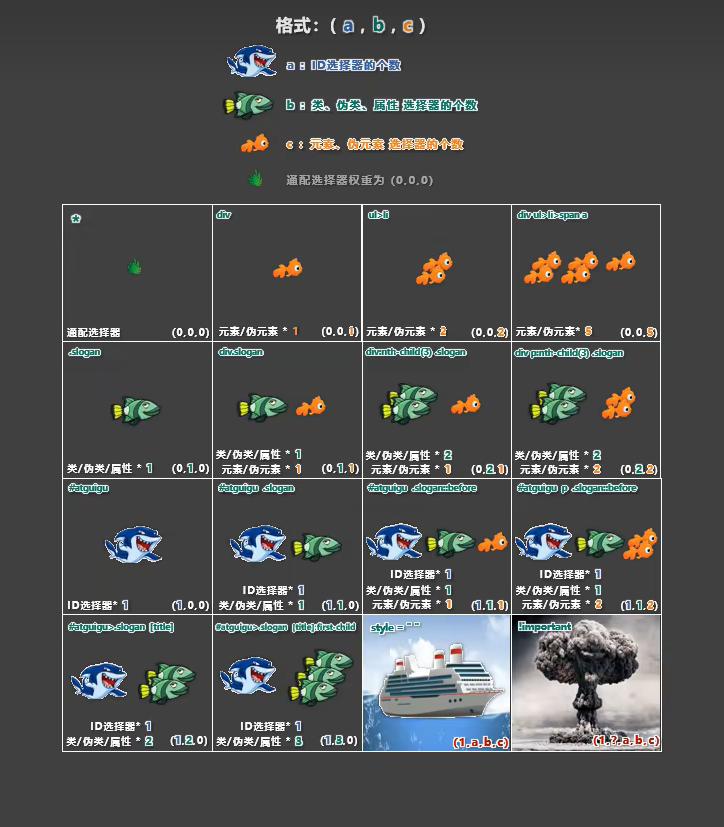 格式：( a , b , c )
a ： ID选择器的个数
b ： 类、伪类、属性 选择器的个数
c ： 元素、伪元素 选择器的个数
通配选择器权重为 (0,0,0)
*
通配选择器 (0,0,0)
div
元素/伪元素 * 1 (0,0,1)
ul>li
元素/伪元素 * 2 (0,0,2)
div ul>li>span a
元素/伪元素* 5 (0,0,5)
.slogan
类/伪类/属性 * 1 (0,1,0)
div.slogan
类/伪类/属性 * 1
元素/伪元素 * 1 (0,1,1)
div:nth-child(3) .slogan
类/伪类/属性 * 2
元素/伪元素 * 1 (0,2,1)
div p:nth-child(3) .slogan
类/伪类/属性 * 2
元素/伪元素 * 2 (0,2,2)
#atguigu
ID选择器* 1 (1,0,0)
#atguigu .slogan
ID选择器* 1
类/伪类/属性 * 1 (1,1,0)
#atguigu .slogan::before
ID选择器* 1
类/伪类/属性 * 1
元素/伪元素 * 1 (1,1,1)
#atguigu p .slogan::before
ID选择器* 1
类/伪类/属性 * 1
元素/伪元素 * 2 (1,1,2)
#atguigu>.slogan [title]
ID选择器* 1
类/伪类/属性 * 2 (1,2,0)
#atguigu>.slogan [title]:first-child
ID选择器* 1
类/伪类/属性 * 3 (1,3,0)
style = " "
(1,a,b,c)
!important
(1,?,a,b,c)